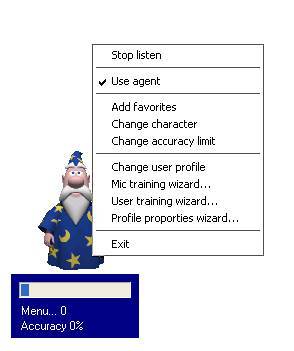 Stop listen
Use agent
Add favorites
Change character
Change accuracy limit
Change user profile
Mic training wizard...
User training wizard...
Profile proporties wizard...
Exit
Menu... 0
Accuracy 0%